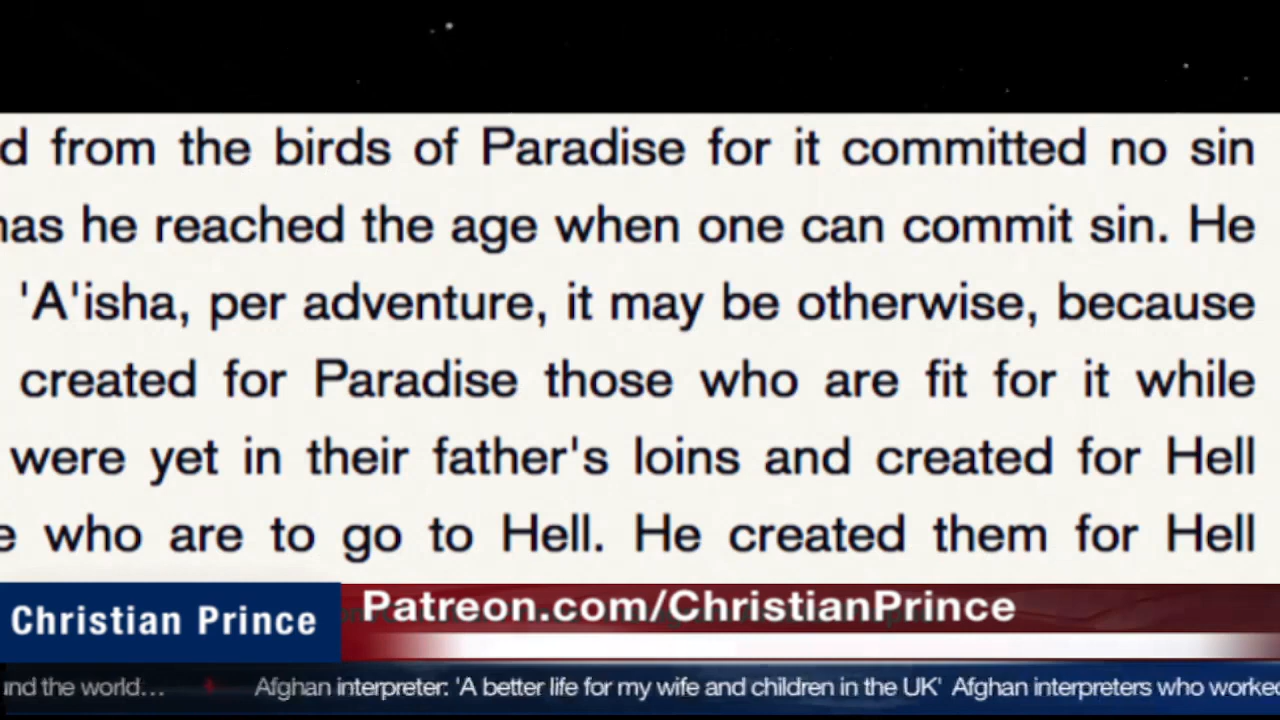 d from the birds of Paradise for it committed no sin
has he reached the age when one can commit sin. He
'A'isha, per adventure, it may be otherwise, because
created for Paradise those who are fit for it while
were yet in their father's loins and created for Hell
e who are to go to Hell. He created them for Hell
Christian Prince
Patreon.com/ChristianPrince
und the world... Afghan interpreter: 'A better life for my wife and children in the UK' Afghan interpreters who worked